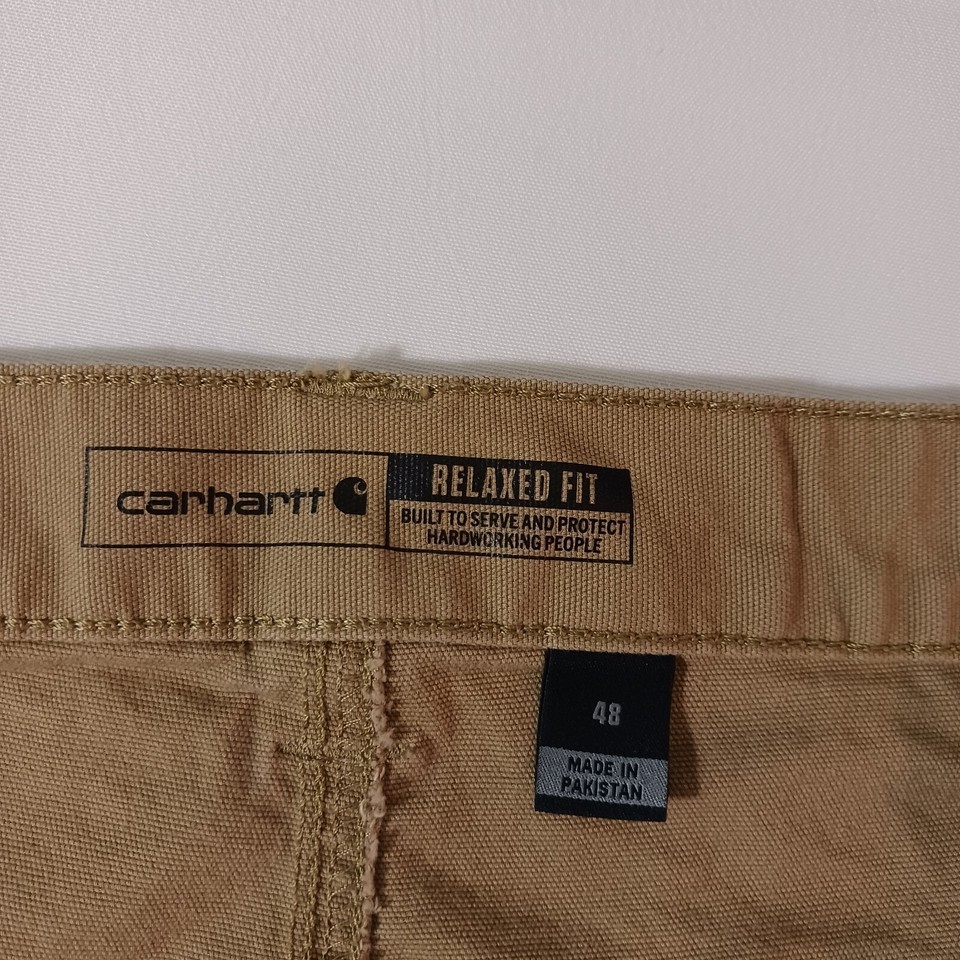 carhartt
RELAXED FIT
BUILT TO SERVE AND PROTECT
HARDWORKING PEOPLE
48
MADE IN
PAKISTAN